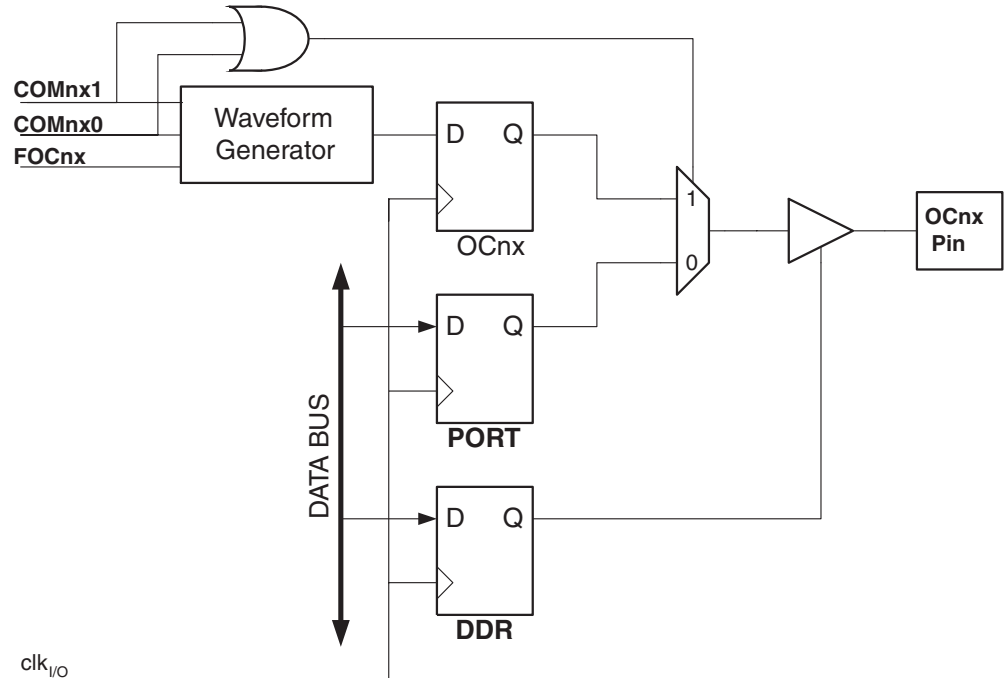 COMnx1
COMnx0
FOCnx
Waveform
Generator
D Q
OCnx
1
0
OCnx
Pin
D Q
PORT
D Q
DDR
DATA BUS
clkI/O